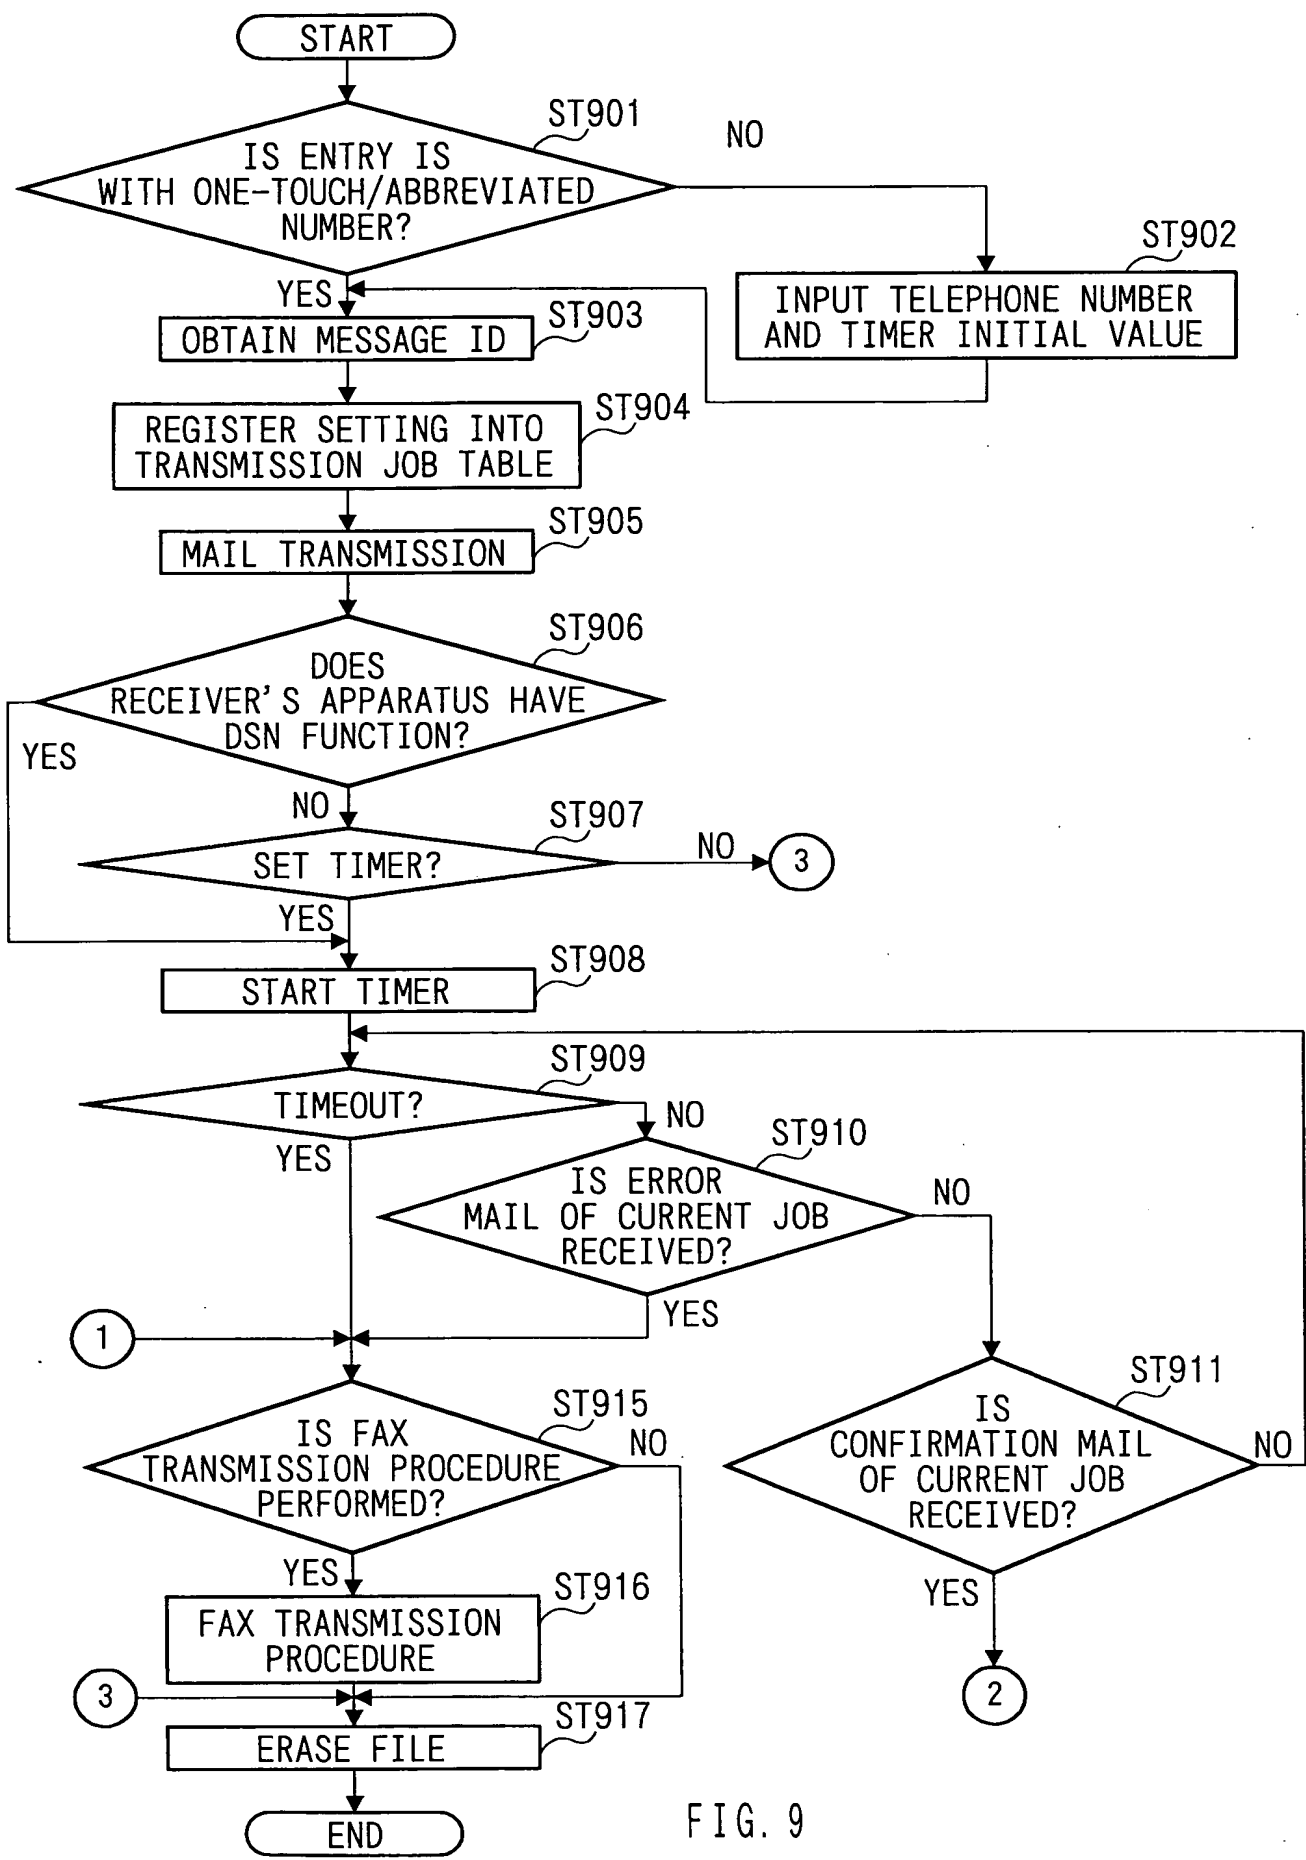 START
ST901
NO
IS ENTRY IS
WITH ONE-TOUCH/ABBREVIATED
NUMBER?
ST902
INPUT TELEPHONE NUMBER
AND TIMER INITIAL VALUE
YES
ST903
OBTAIN MESSAGE ID
ST904
REGISTER SETTING INTO
TRANSMISSION JOB TABLE
ST905
MAIL TRANSMISSION
ST906
DOES
RECEIVER'S APPARATUS HAVE
DSN FUNCTION?
YES
NO
ST907
SET TIMER?
NO
3
YES
ST908
START TIMER
ST909
TIMEOUT?
NO
YES
ST910
IS ERROR
MAIL OF CURRENT JOB
RECEIVED?
NO
YES
1
ST911
IS
CONFIRMATION MAIL
OF CURRENT JOB
RECEIVED?
NO
YES
2
ST915
IS FAX
TRANSMISSION PROCEDURE
PERFORMED?
NO
YES
ST916
FAX TRANSMISSION
PROCEDURE
3
ST917
ERASE FILE
END
FIG. 9